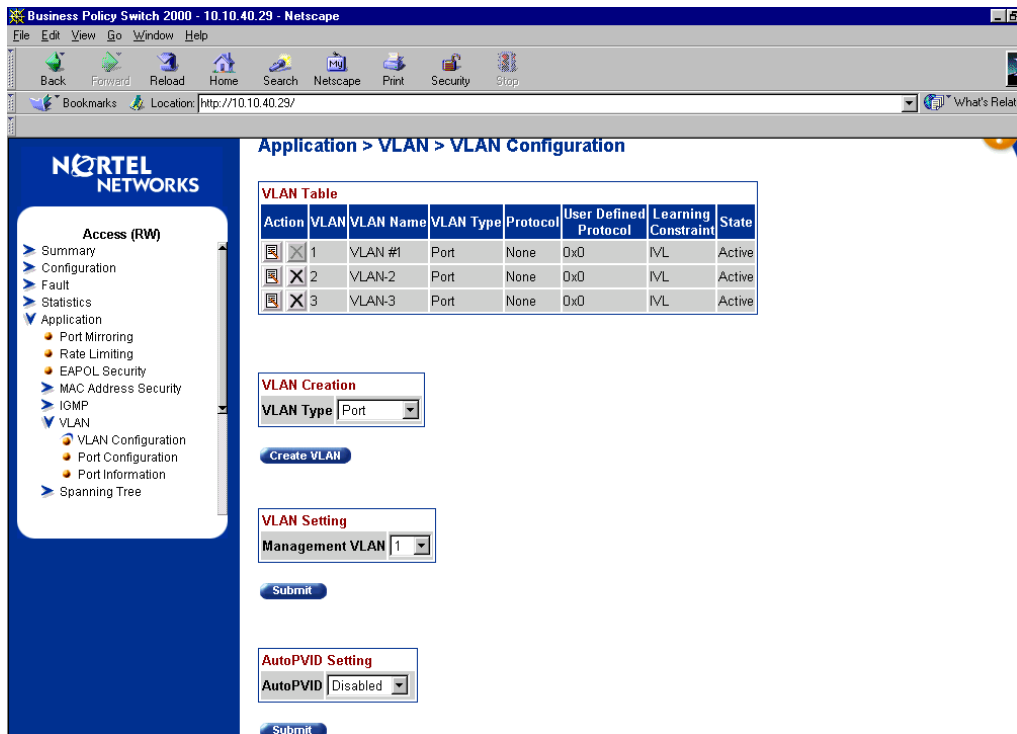 Business Policy Switch 2000 - 10.10.40.29 - Netscape
File Edit View Go Window Help
Back Forward Reload Home Search Netscape Print Security Stop
My
Bookmarks Location: http://10.10.40.29/ What's Relat
NORTEL
NETWORKS
Access (RW)
Summary
Configuration
Fault
Statistics
Application
Port Mirroring
Rate Limiting
EAPOL Security
MAC Address Security
IGMP
VLAN
VLAN Configuration
Port Configuration
Port Information
Spanning Tree
Application > VLAN > VLAN Configuration
VLAN Table
Action VLAN VLAN Name VLAN Type Protocol User Defined Protocol Learning Constraint State
1 VLAN #1 Port None 0x0 IVL Active
2 VLAN-2 Port None 0x0 IVL Active
3 VLAN-3 Port None 0x0 IVL Active
VLAN Creation
VLAN Type Port
Create VLAN
VLAN Setting
Management VLAN 1
Submit
AutoPVID Setting
AutoPVID Disabled
Submit